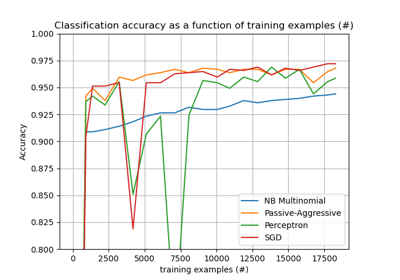 Classification accuracy as a function of training examples (#)
1.000
0.975
0.950
0.925
0.900
0.875
0.850
0.825
0.800
Accuracy
NB Multinomial
Passive-Aggressive
Perceptron
SGD
0 2500 5000 7500 10000 12500 15000 17500
training examples (#)